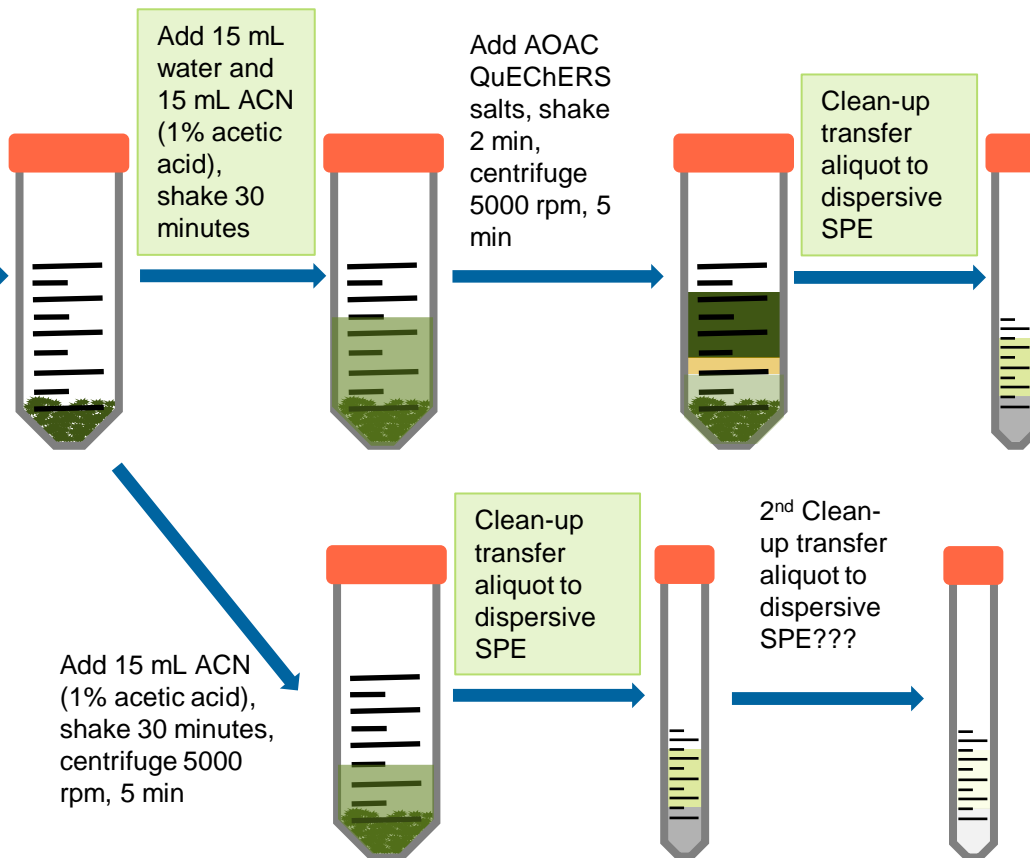 Add 15 mL
water and
15 mL ACN
(1% acetic
acid),
shake 30
minutes
Add AOAC
QuEChERS
salts, shake
2 min,
centrifuge
5000 rpm, 5
min
Clean-up
transfer
aliquot to
dispersive
SPE
Add 15 mL ACN
(1% acetic acid),
shake 30 minutes,
centrifuge 5000
rpm, 5 min
Clean-up
transfer
aliquot to
dispersive
SPE
2nd Clean-
up transfer
aliquot to
dispersive
SPE???